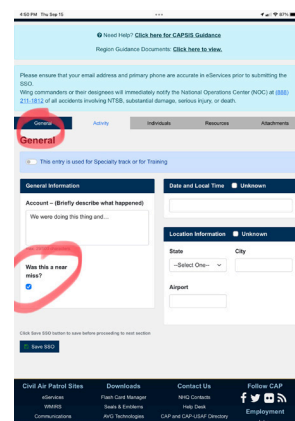 4:50 PM Thu Sep 15
87%
Need Help? Click here for CAPSIS Guidance
Region Guidance Documents: Click here to view.
Please ensure that your email address and primary phone are accurate in eServices prior to submitting the
SSO.
Wing commanders or their designees will immediately notify the National Operations Center (NOC) at (888)
211-1812 of all accidents involving NTSB, substantial damage, serious injury, or death.
General
Activity
Individuals
Resources
Attachments
General
This entry is used for Specialty track or for Training
General Information
Account – (Briefly describe what happened)
We were doing this thing and...
Was this a near
miss?
Date and Local Time Unknown
Location Information Unknown
State
City
--Select One--
Airport
Click Save SSO button to save before proceeding to next section
Save SSO
Civil Air Patrol Sites
eServices
WMIRS
Communications
Downloads
Flash Card Manager
Seals & Emblems
AVG Technologies
Contact Us
NHQ Contacts
Help Desk
CAP and CAP-USAF Directory
Follow CAP
Employment